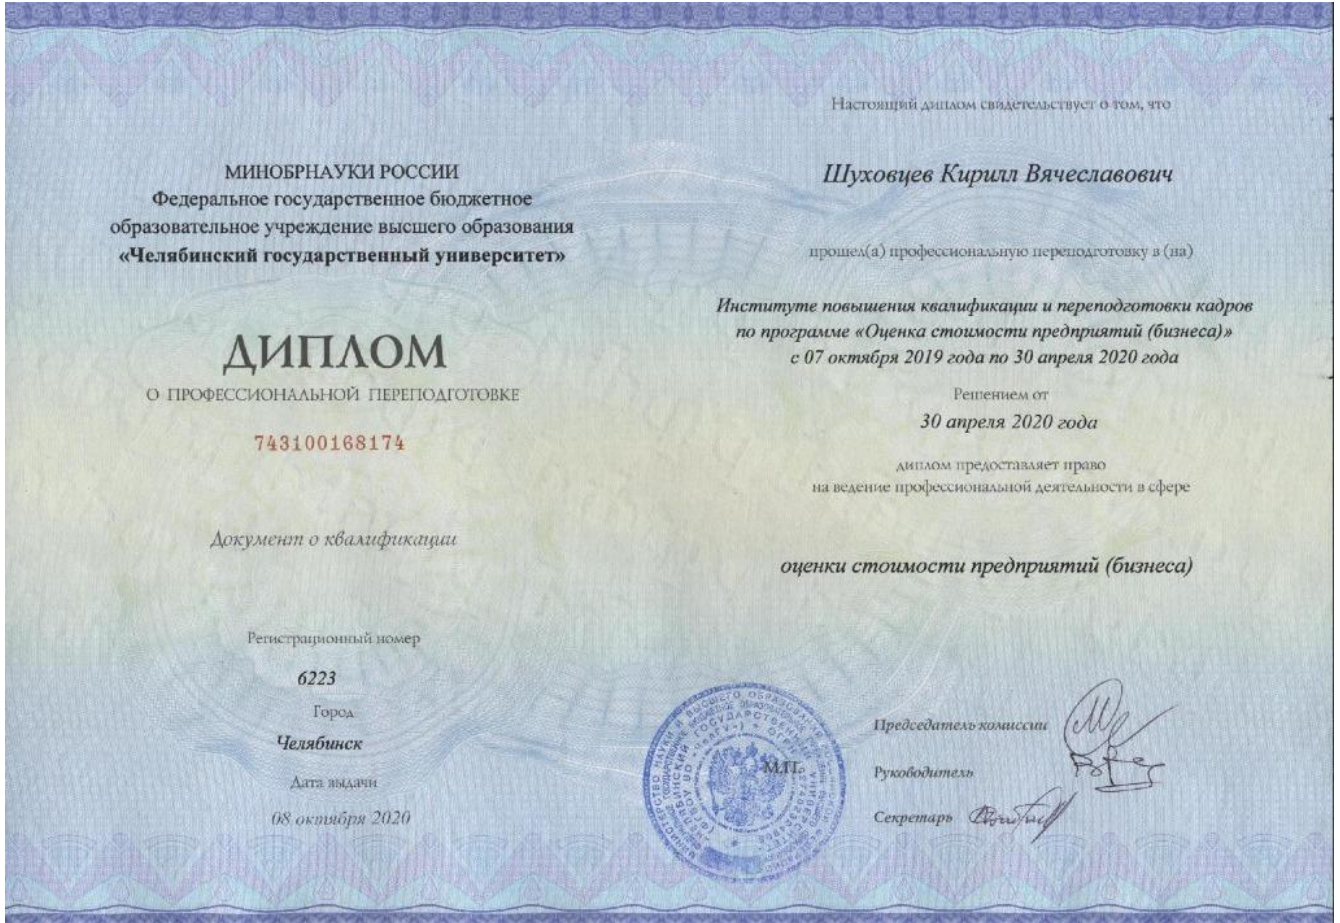 МИНОБРНАУКИ РОССИИ
Федеральное государственное бюджетное
образовательное учреждение высшего образования
«Челябинский государственный университет»
ДИПЛОМ
О ПРОФЕССИОНАЛЬНОЙ ПЕРЕПОДГОТОВКЕ
743100168174
Документ о квалификации
Регистрационный номер
6223
Город
Челябинск
Дата выдачи
08 октября 2020
Настоящий диплом свидетельствует о том, что
Шуховцев Кирилл Вячеславович
прошел(а) профессиональную переподготовку в (на)
Институте повышения квалификации и переподготовки кадров
по программе «Оценка стоимости предприятий (бизнеса)»
с 07 октября 2019 года по 30 апреля 2020 года
Решением от
30 апреля 2020 года
диплом предоставляет право
на ведение профессиональной деятельности в сфере
оценки стоимости предприятий (бизнеса)
М.П.
Председатель комиссии
Руководитель
Секретарь